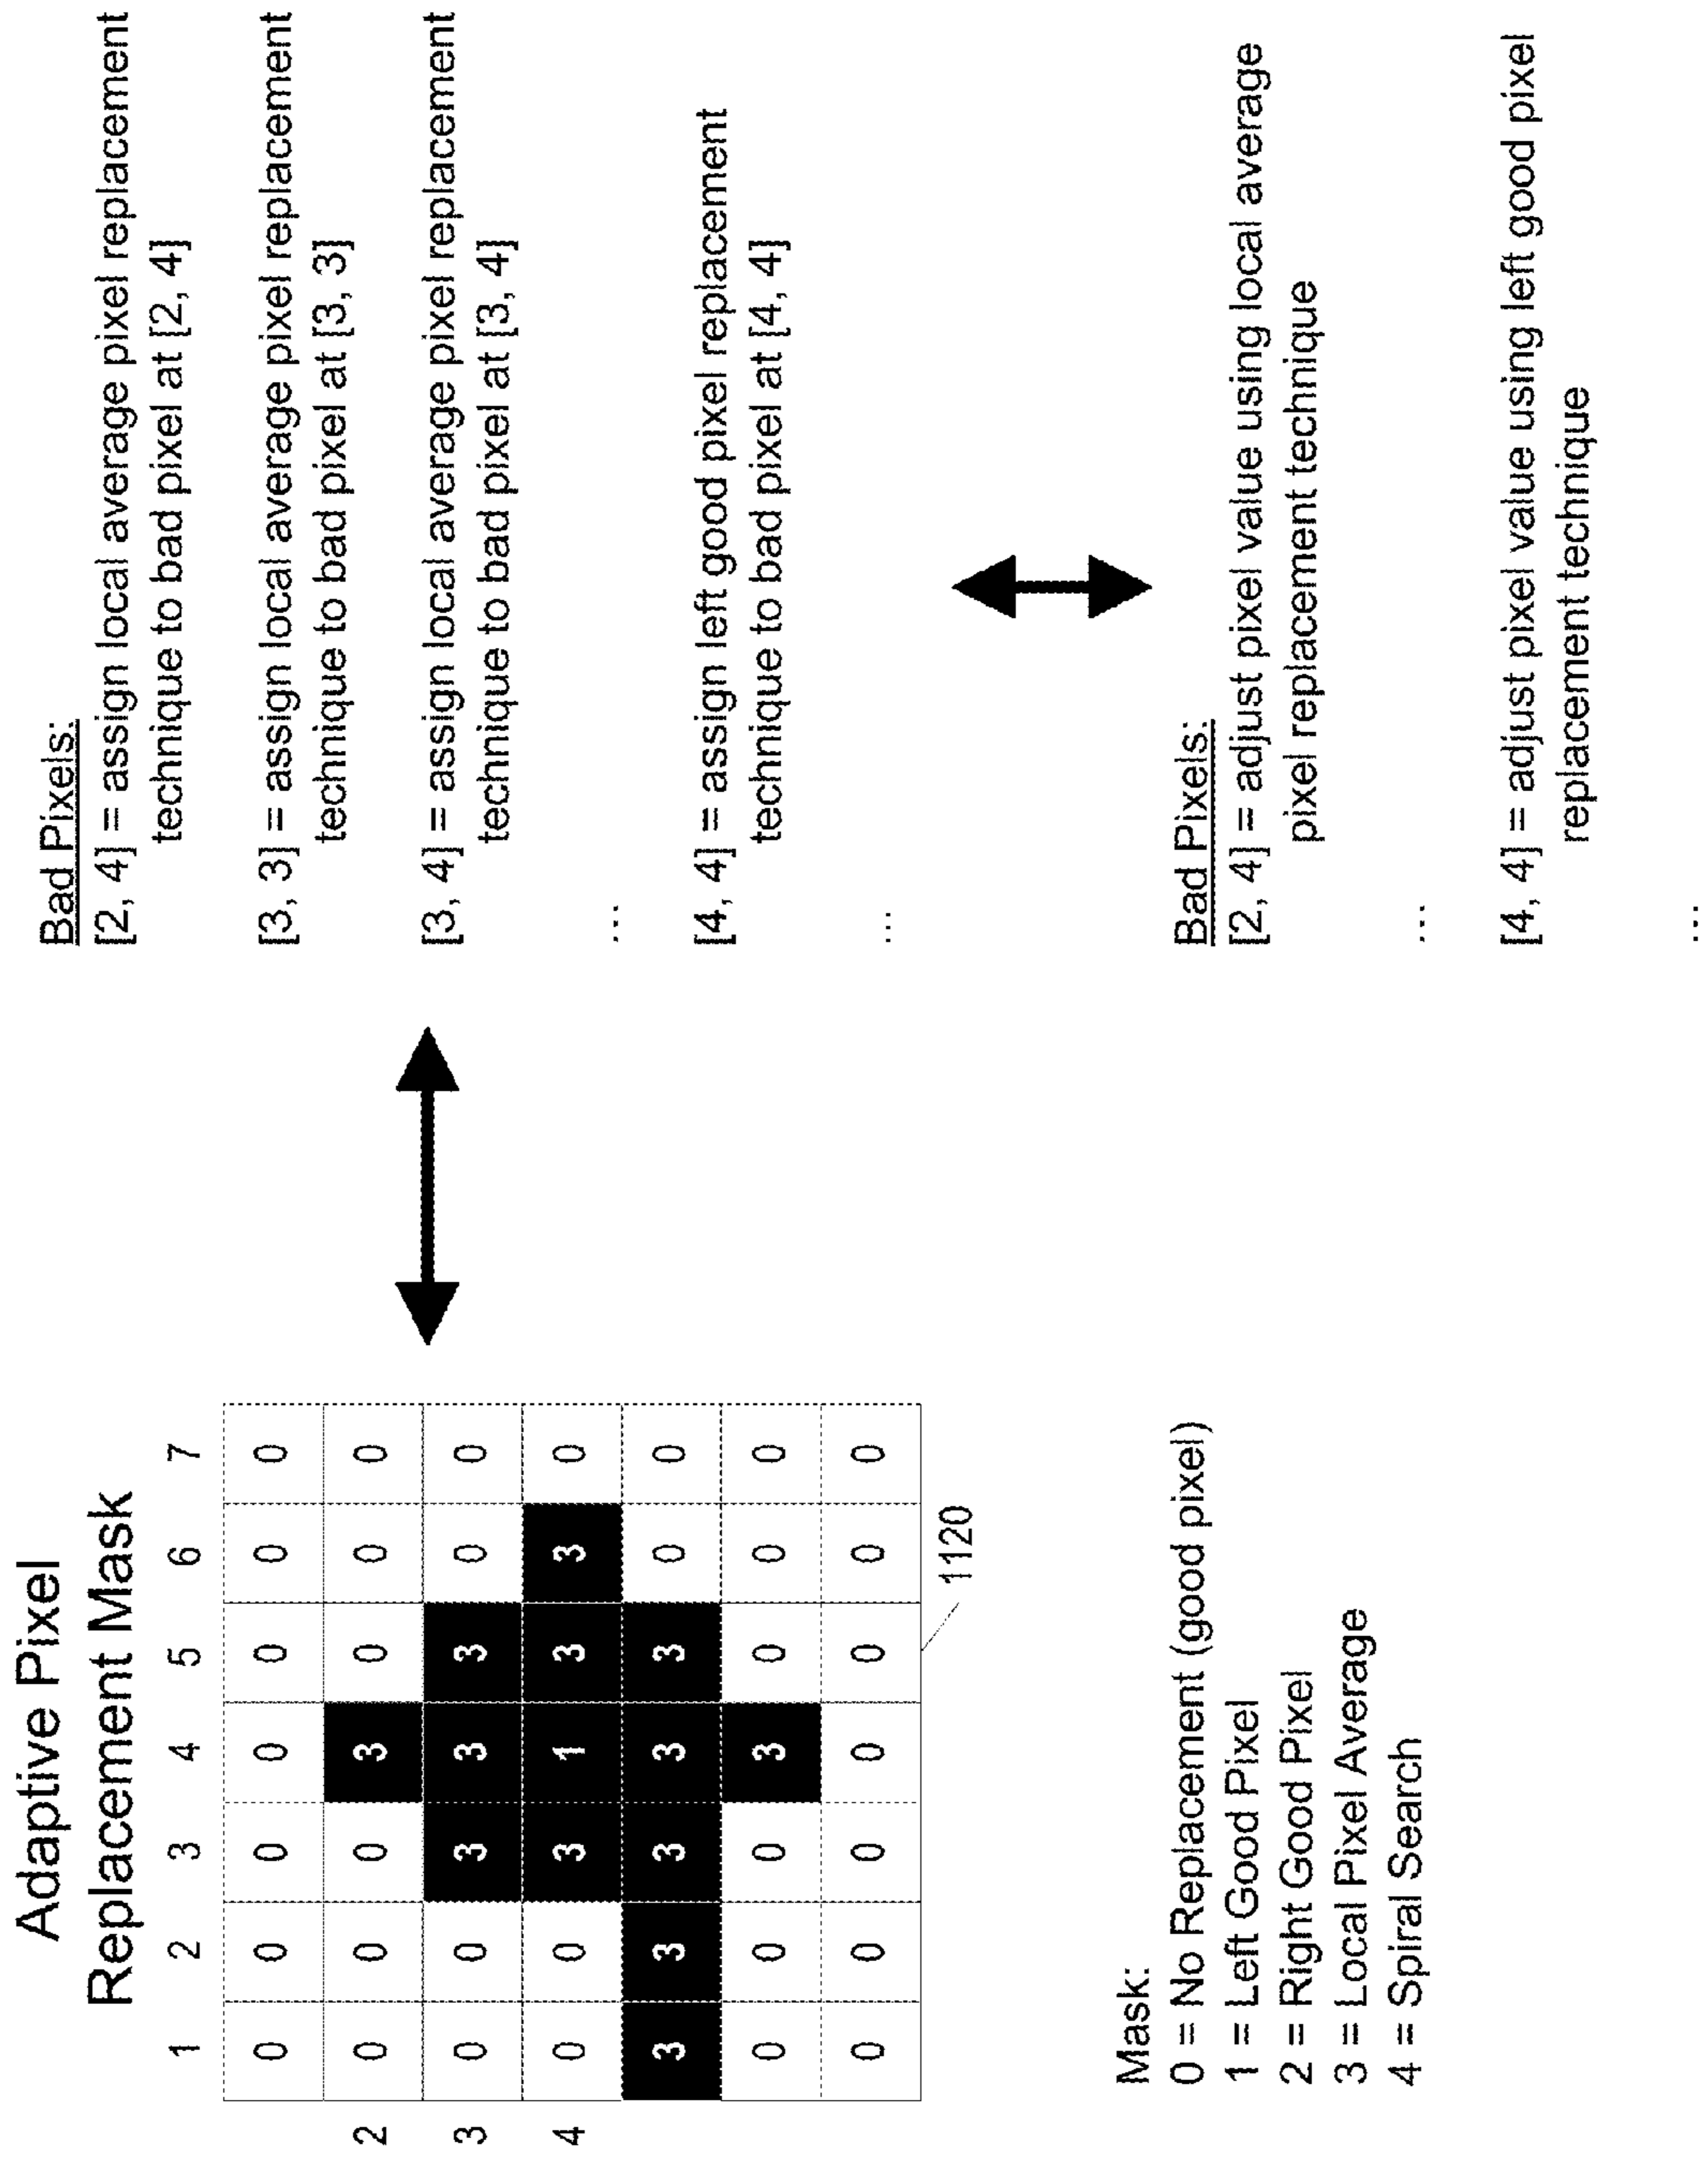 Adaptive Pixel
Replacement Mask
1 2 3 4 5 6 7
0 0 0 0 0 0 0
2 0 0 0 3 0 0 0
3 0 0 3 3 3 0 0
4 0 0 3 1 3 3 0
3 3 3 3 3 0 0
0 0 0 3 0 0 0
0 0 0 0 0 0 0
1120
Mask:
0 = No Replacement (good pixel)
1 = Left Good Pixel
2 = Right Good Pixel
3 = Local Pixel Average
4 = Spiral Search
Bad Pixels:
[2, 4] = assign local average pixel replacement
technique to bad pixel at [2, 4]
[3, 3] = assign local average pixel replacement
technique to bad pixel at [3, 3]
[3, 4] = assign local average pixel replacement
technique to bad pixel at [3, 4]
...
[4, 4] = assign left good pixel replacement
technique to bad pixel at [4, 4]
...
Bad Pixels:
[2, 4] = adjust pixel value using local average
pixel replacement technique
...
[4, 4] = adjust pixel value using left good pixel
replacement technique
...